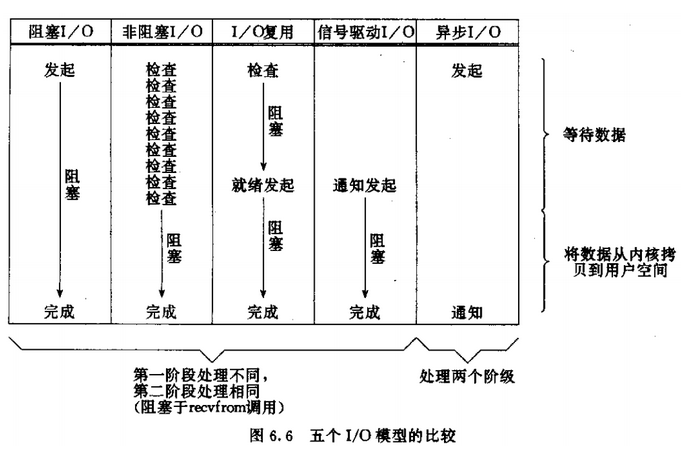 阻塞I/O 非阻塞I/O I/O复用 信号驱动I/O 异步I/O
发起 检查 检查 发起
检查
检查
检查
检查
检查
检查
检查
检查
阻塞
等待数据
阻塞
就绪发起 通知发起
阻塞 阻塞 阻塞
将数据从内核拷
贝到用户空间
完成 完成 完成 完成 通知
第一阶段处理不同，
第二阶段处理相同
(阻塞于recvfrom调用)
处理两个阶级
图 6.6 五个 I/O 模型的比较